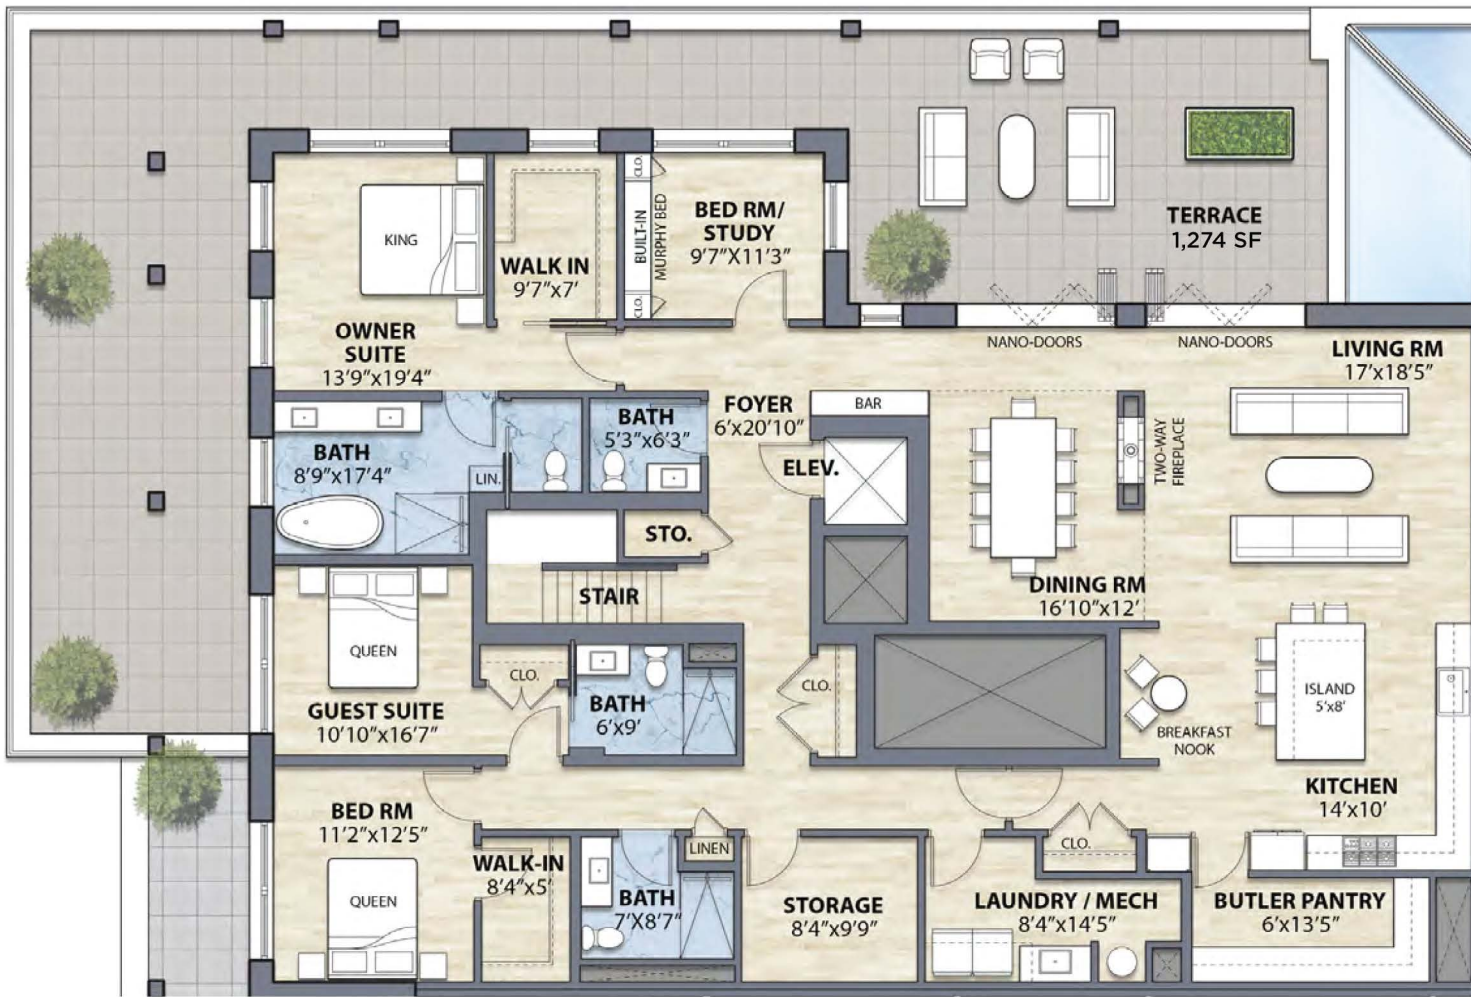 TERRACE
1,274 SF
KING
OWNER
SUITE
13'9"x19'4"
WALK IN
9'7"x7'
CLO.
BUILT-IN
MURPHY BED
CLO.
BED RM/
STUDY
9'7"X11'3"
NANO-DOORS
NANO-DOORS
LIVING RM
17'x18'5"
BATH
8'9"x17'4"
LIN.
BATH
5'3"x6'3"
FOYER
6'x20'10"
BAR
ELEV.
TWO-WAY
FIREPLACE
STO.
STAIR
DINING RM
16'10"x12'
QUEEN
GUEST SUITE
10'10"x16'7"
CLO.
BATH
6'x9'
CLO.
BREAKFAST
NOOK
ISLAND
5'x8'
KITCHEN
14'x10'
BED RM
11'2"x12'5"
QUEEN
WALK-IN
8'4"x5'
BATH
7'X8'7"
LINEN
STORAGE
8'4"x9'9"
CLO.
LAUNDRY / MECH
8'4"x14'5"
BUTLER PANTRY
6'x13'5"